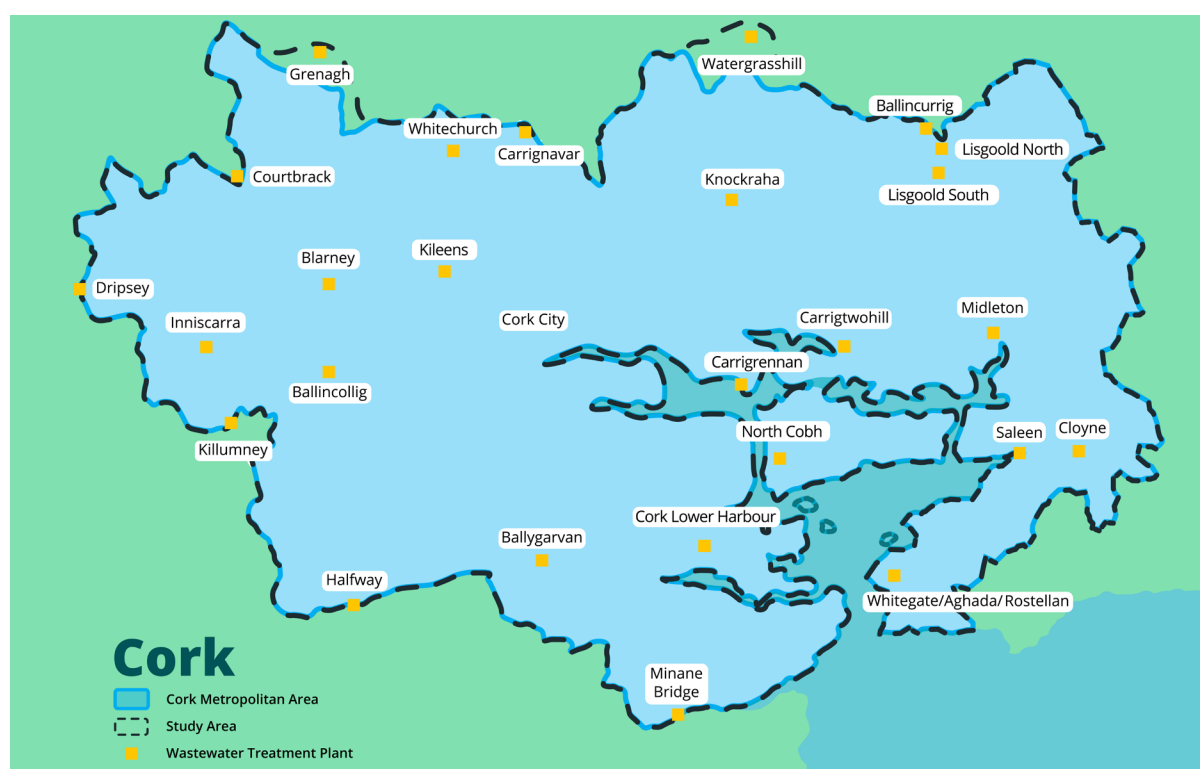 Watergrasshill
Grenagh
Ballincurrig
Whitechurch
Carrignavar
Lisgoold North
Courtbrack
Knockraha
Lisgoold South
Kileens
Blarney
Dripsey
Inniscarra
Cork City
Carrigtwohill
Midleton
Carrigrennan
Ballincollig
North Cobh
Saleen
Cloyne
Killumney
Cork Lower Harbour
Ballygarvan
Halfway
Whitegate/Aghada/Rostellan
Minane
Bridge
Cork
Cork Metropolitan Area
Study Area
Wastewater Treatment Plant